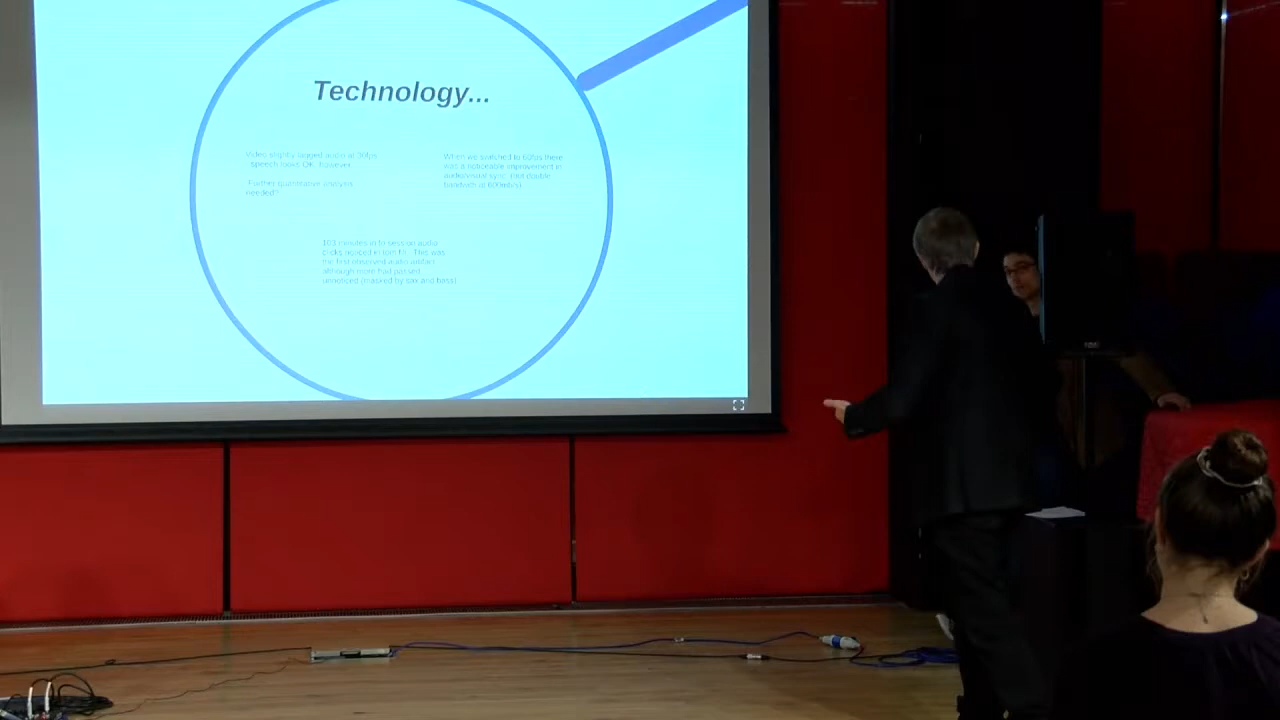 Technology...
Video slightly lagged audio at 30fps
speech looks OK, however,
Further quantitative analysis
needed?
When we switched to 60fps there
was a noticeable improvement in
audio/visual sync. (but double
bandwith at 600mb/s).
103 minutes in to session audio
clicks noticed in tom fill. This was
the first observed audio artifact
although more had passed
unnoticed (masked by sax and bass)